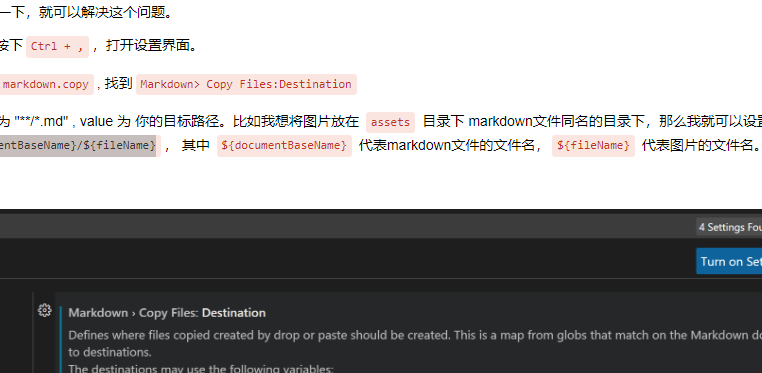 一下，就可以解决这个问题。
按下 Ctrl + , ，打开设置界面。
markdown.copy , 找到 Markdown> Copy Files:Destination
为 "**/*.md" , value 为 你的目标路径。比如我想将图片放在 assets 目录下 markdown文件同名的目录下，那么我就可以设
entBaseName}/${fileName} ， 其中 ${documentBaseName} 代表markdown文件的文件名， ${fileName} 代表图片的文件名。
4 Settings Fou
Turn on Set
Markdown › Copy Files: Destination
Defines where files copied created by drop or paste should be created. This is a map from globs that match on the Markdown do
to destinations.
The destinations may use the following variables: